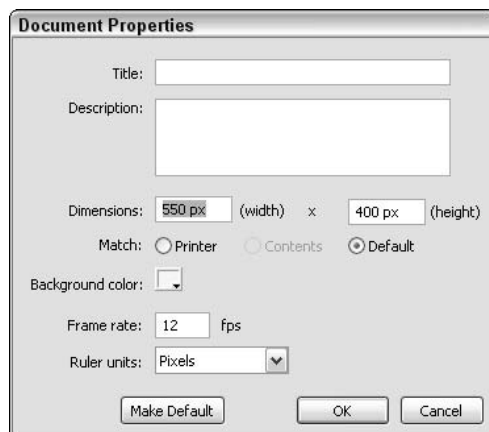 Document Properties
Title:
Description:
Dimensions: 550 px (width) x 400 px (height)
Match: Printer Contents Default
Background color:
Frame rate: 12 fps
Ruler units: Pixels
Make Default OK Cancel